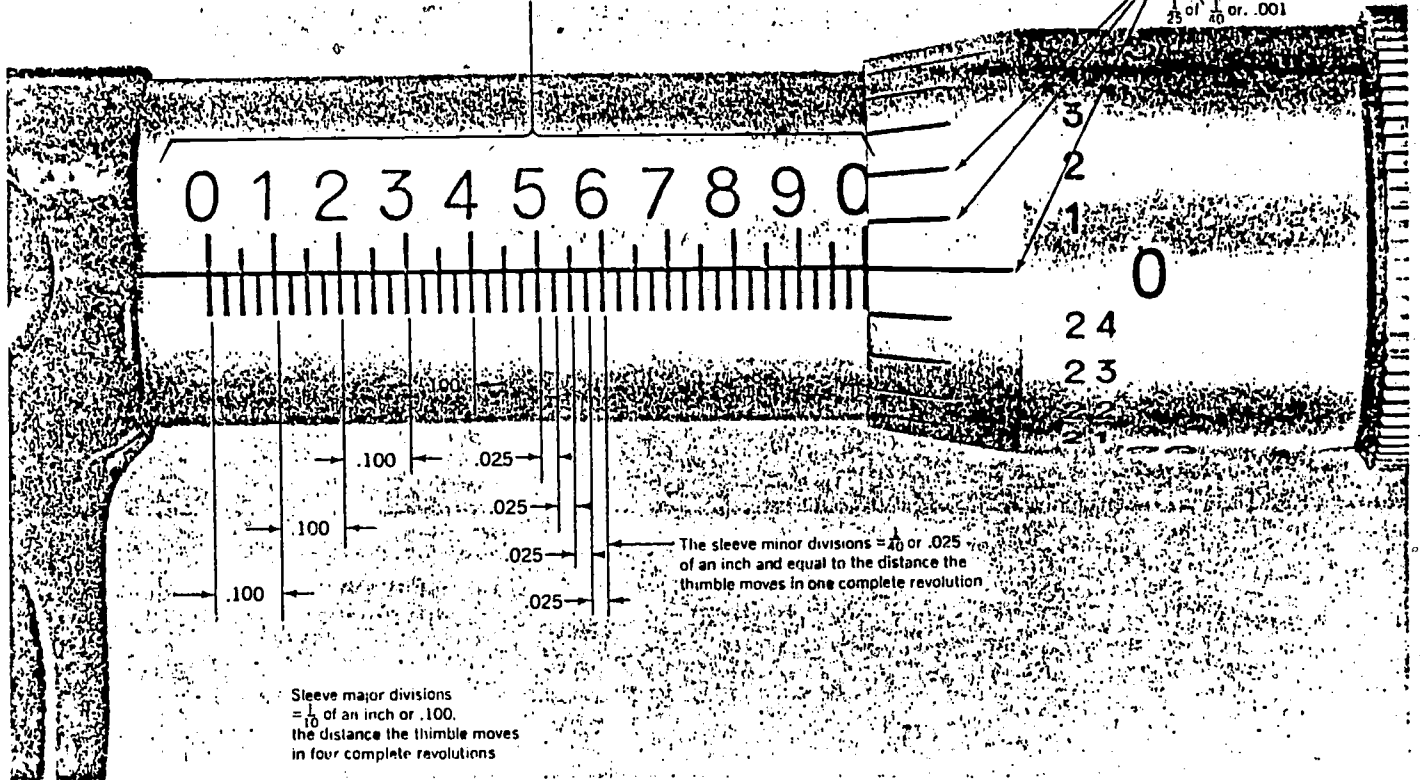 1/25 of 1/40 or. .001
3
2
1
0
24
23
22
21
0 1 2 3 4 5 6 7 8 9 0
.100
.100
.100
.100
.025
.025
.025
.025
The sleeve minor divisions = 1/40 or .025
of an inch and equal to the distance the
thimble moves in one complete revolution
Sleeve major divisions
= 1/10 of an inch or .100.
the distance the thimble moves
in four complete revolutions